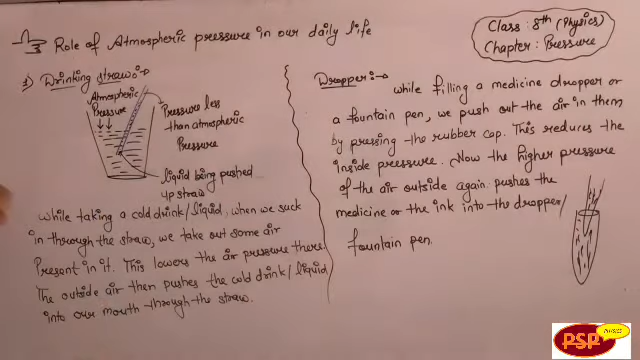 Role of Atmospheric pressure in our daily life
Class: 8th (Physics)
Chapter: Pressure
1) Drinking straw:→
Atmospheric
Pressure
Pressure less
than atmospheric
Pressure
liquid being pushed
up straw
While taking a cold drink/liquid, when we suck
in through the straw, we take out some air
Present in it. This lowers the air pressure there
The outside air then pushes the cold drink/liquid
into our mouth through the straw.
Dropper:→ while filling a medicine dropper or
a fountain pen, we push out the air in them
by pressing the rubber cap. This reduces the
inside pressure. Now the higher pressure
of the air outside again pushes the
medicine or the ink into the dropper/
fountain pen.
PHYSICS
PSP